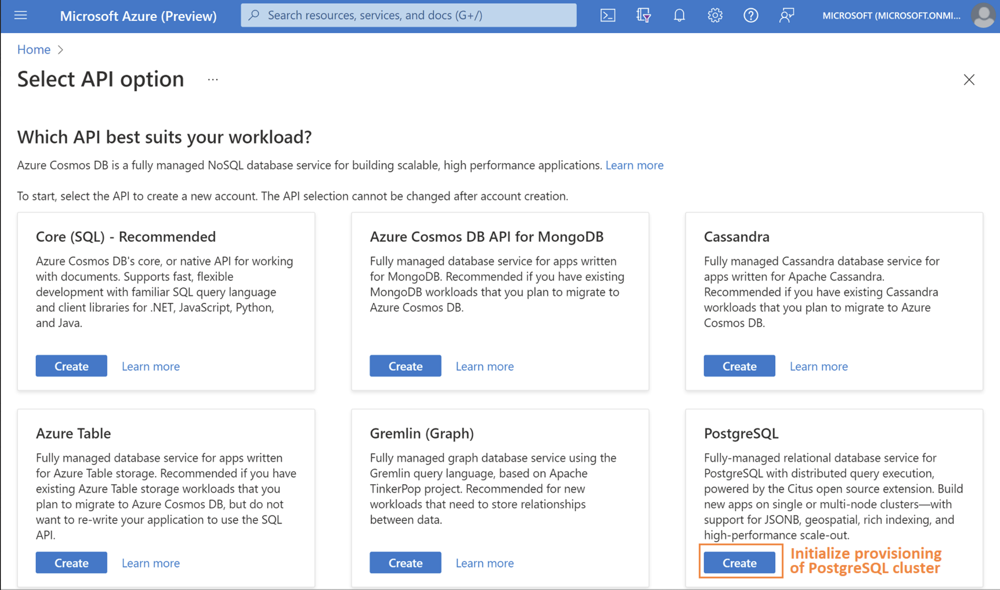 Microsoft Azure (Preview)
Search resources, services, and docs (G+/)
MICROSOFT (MICROSOFT.ONMI...
Home
Select API option
...
Which API best suits your workload?
Azure Cosmos DB is a fully managed NoSQL database service for building scalable, high performance applications. Learn more
To start, select the API to create a new account. The API selection cannot be changed after account creation.
Core (SQL) - Recommended
Azure Cosmos DB's core, or native API for working
with documents. Supports fast, flexible
development with familiar SQL query language
and client libraries for .NET, JavaScript, Python,
and Java.
Create
Learn more
Azure Cosmos DB API for MongoDB
Fully managed database service for apps written
for MongoDB. Recommended if you have existing
MongoDB workloads that you plan to migrate to
Azure Cosmos DB.
Create
Learn more
Cassandra
Fully managed Cassandra database service for
apps written for Apache Cassandra.
Recommended if you have existing Cassandra
workloads that you plan to migrate to Azure
Cosmos DB.
Create
Learn more
Azure Table
Fully managed database service for apps written
for Azure Table storage. Recommended if you have
existing Azure Table storage workloads that you
plan to migrate to Azure Cosmos DB, but do not
want to re-write your application to use the SQL
API.
Create
Learn more
Gremlin (Graph)
Fully managed graph database service using the
Gremlin query language, based on Apache
TinkerPop project. Recommended for new
workloads that need to store relationships
between data.
Create
Learn more
PostgreSQL
Fully-managed relational database service for
PostgreSQL with distributed query execution,
powered by the Citus open source extension. Build
new apps on single or multi-node clusters—with
support for JSONB, geospatial, rich indexing, and
high-performance scale-out.
Create
Initialize provisioning
of PostgreSQL cluster